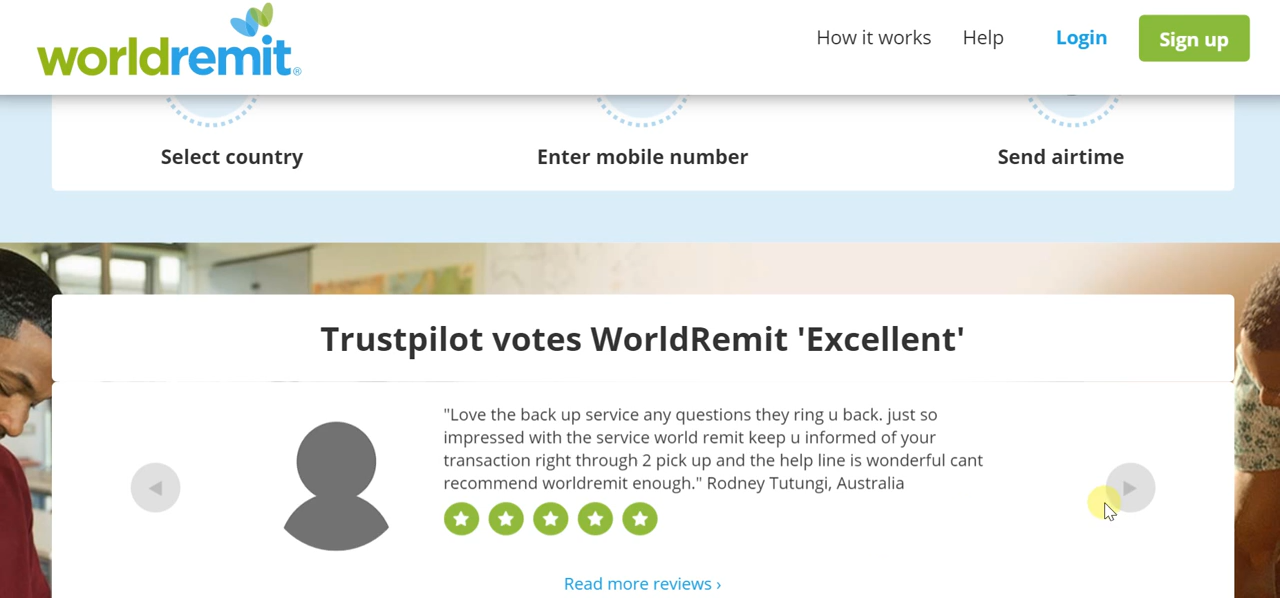 worldremit®
How it works Help Login Sign up
Select country Enter mobile number Send airtime
Trustpilot votes WorldRemit 'Excellent'
"Love the back up service any questions they ring u back. just so
impressed with the service world remit keep u informed of your
transaction right through 2 pick up and the help line is wonderful cant
recommend worldremit enough." Rodney Tutungi, Australia
Read more reviews ›